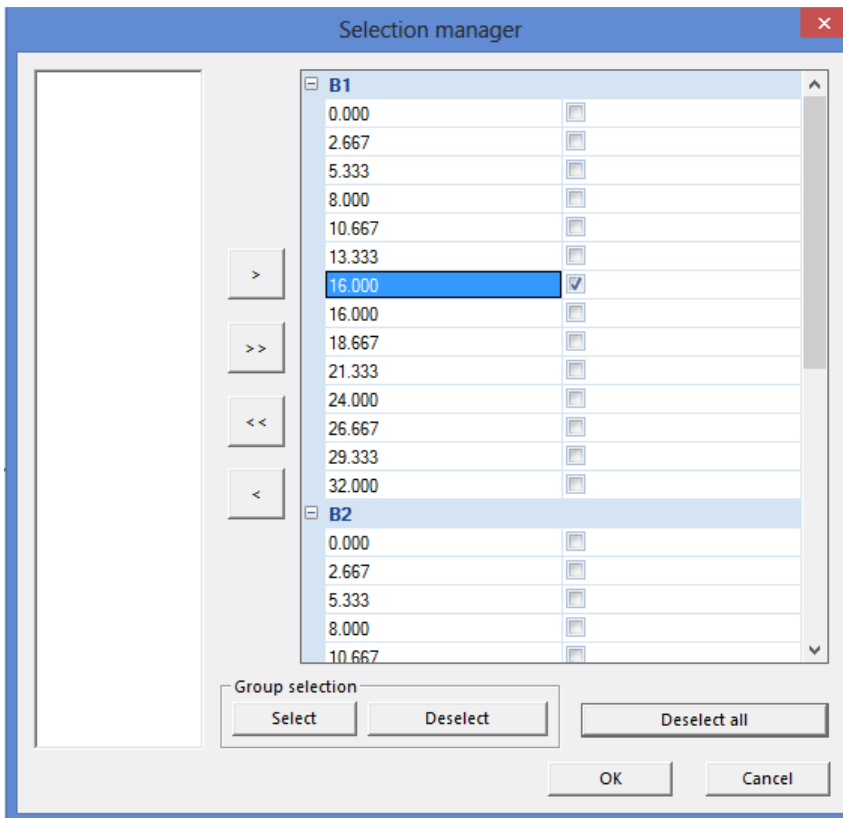 Selection manager
B1
0.000
2.667
5.333
8.000
10.667
13.333
16.000
16.000
18.667
21.333
24.000
26.667
29.333
32.000
B2
0.000
2.667
5.333
8.000
10.667
>
>>
<<
<
Group selection
Select
Deselect
Deselect all
OK
Cancel